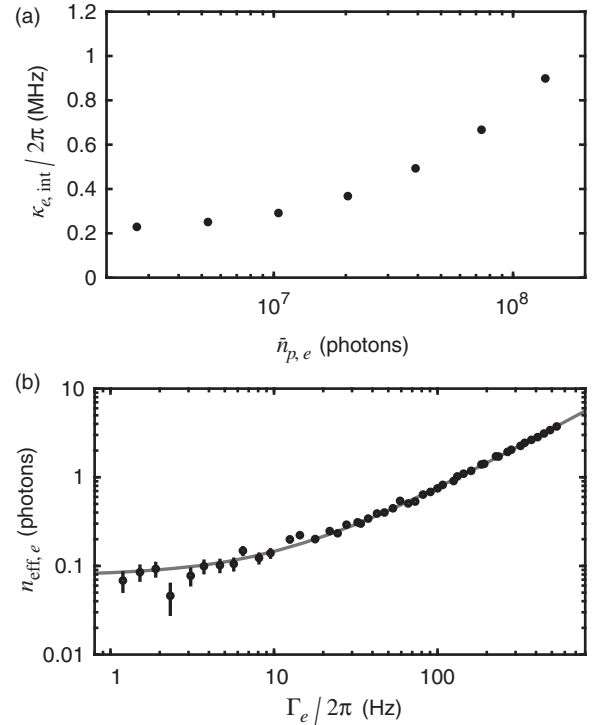 (a)
1.2
1
0.8
0.6
0.4
0.2
0
κe, int / 2π (MHz)
10⁷
10⁸
n̄p, e (photons)
(b)
10
1
0.1
0.01
neff, e (photons)
1
10
100
Γe / 2π (Hz)